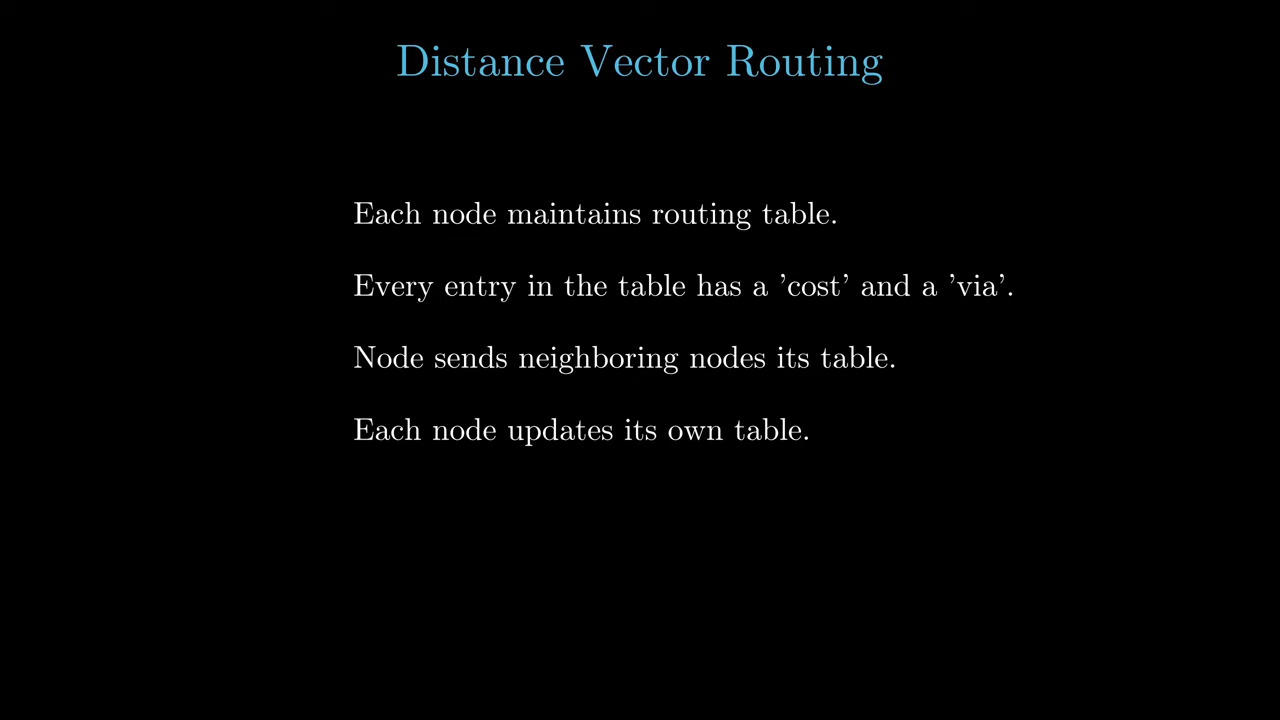 Distance Vector Routing
Each node maintains routing table.
Every entry in the table has a ’cost’ and a ’via’.
Node sends neighboring nodes its table.
Each node updates its own table.